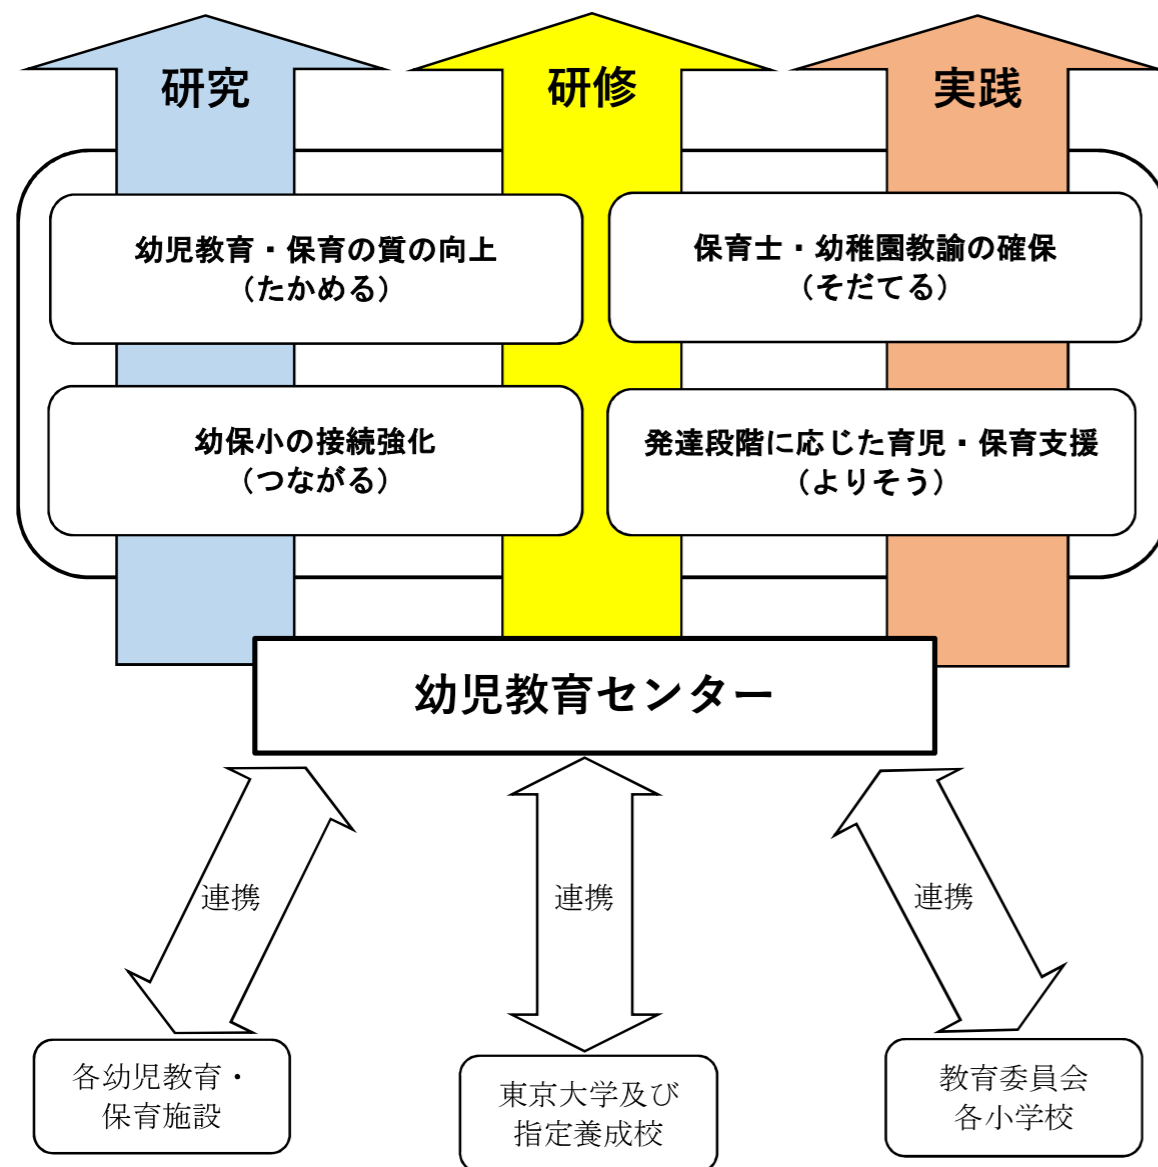 研究
研修
実践
幼児教育・保育の質の向上
（たかめる）
保育士・幼稚園教諭の確保
（そだてる）
幼保小の接続強化
（つながる）
発達段階に応じた育児・保育支援
（よりそう）
幼児教育センター
連携
連携
連携
各幼児教育・
保育施設
東京大学及び
指定養成校
教育委員会
各小学校